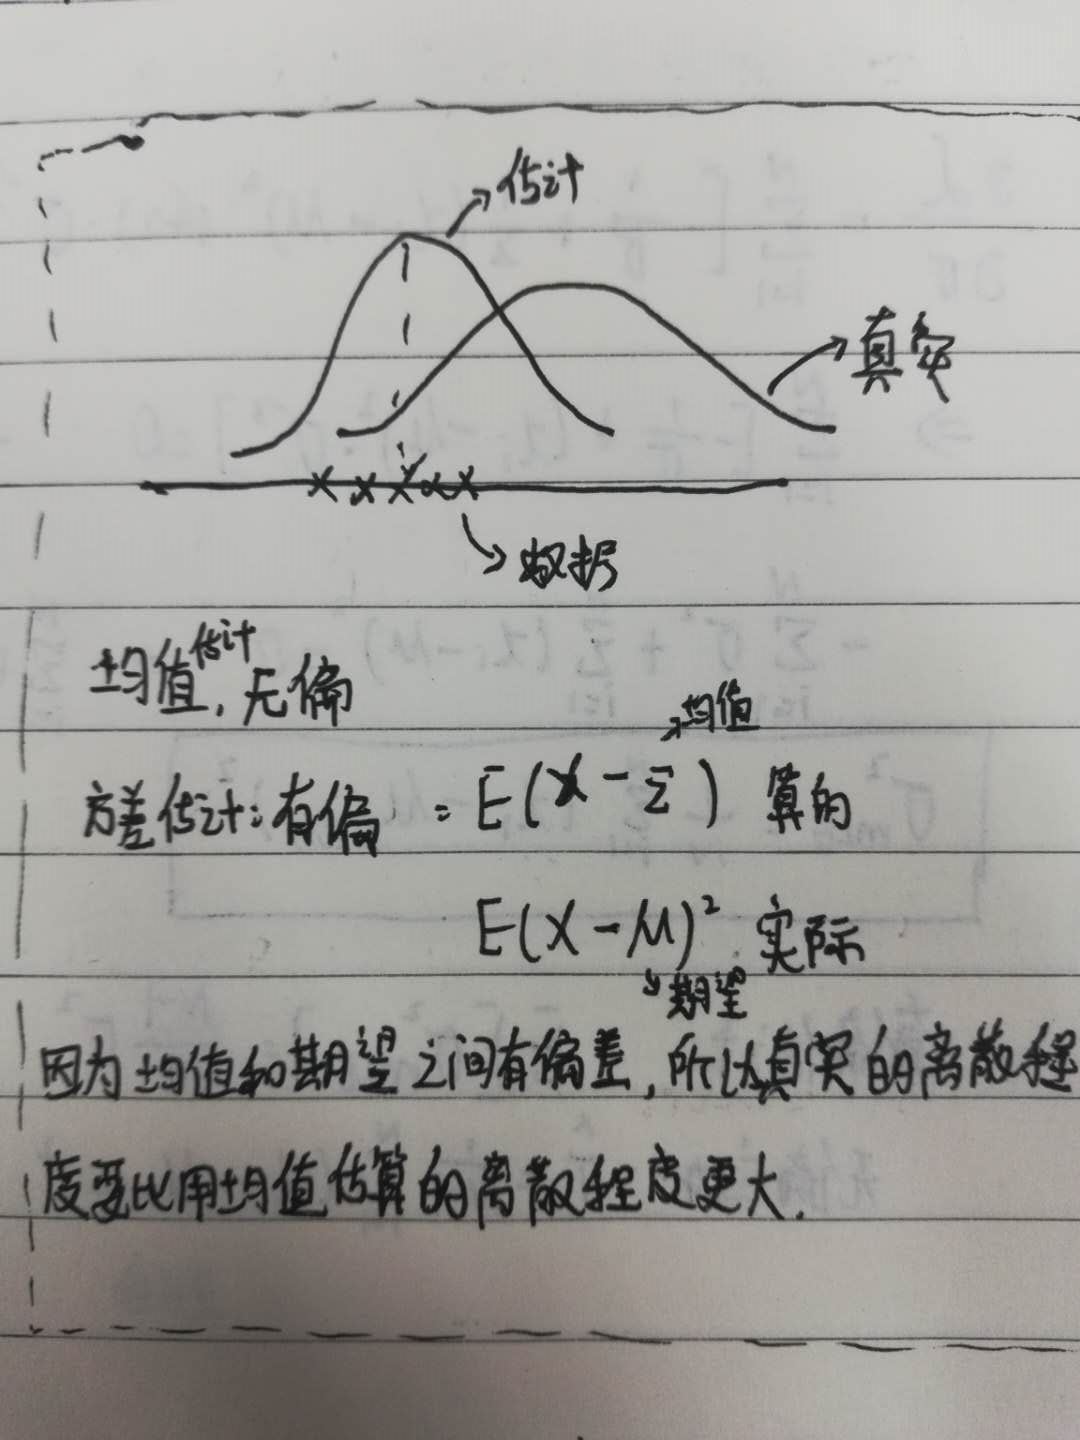 估计
真实
数据
均值估计,无偏
均值
方差估计:有偏 : E(X-Σ) 算的
E(X-μ)² 实际
期望
因为均值和期望之间有偏差,所以真实的离散程
度要比用均值估算的离散程度更大.